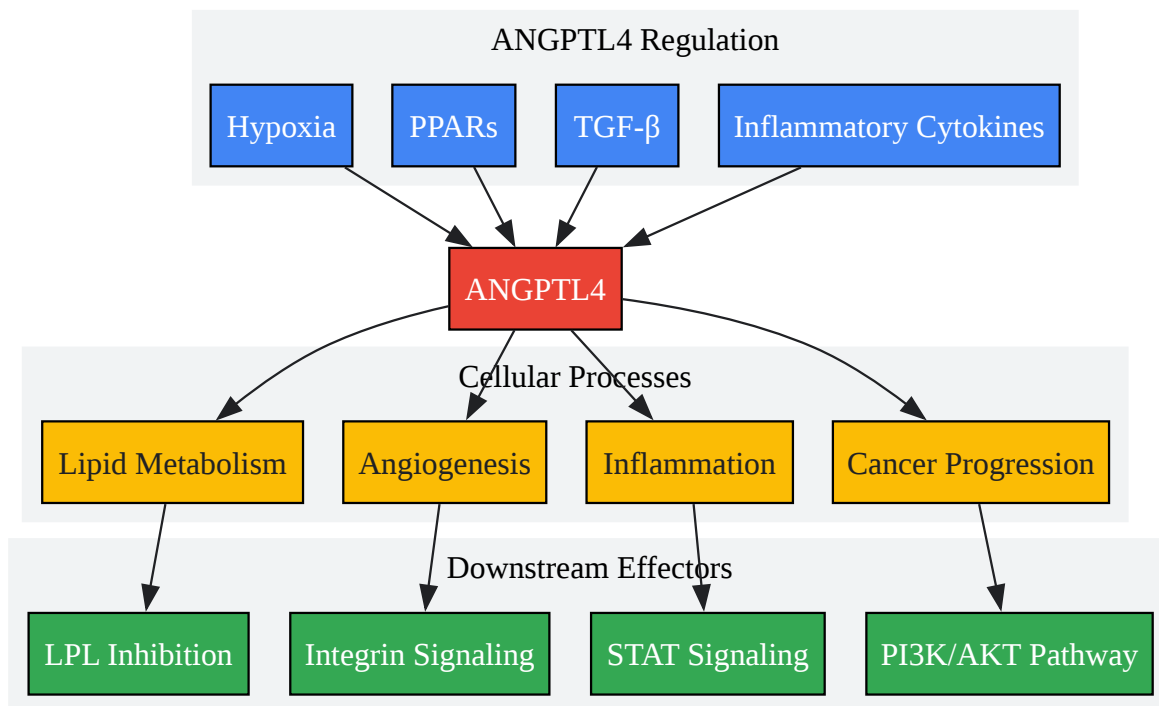 ANGPTL4 Regulation
Hypoxia
PPARs
TGF-β
Inflammatory Cytokines
ANGPTL4
Cellular Processes
Lipid Metabolism
Angiogenesis
Inflammation
Cancer Progression
Downstream Effectors
LPL Inhibition
Integrin Signaling
STAT Signaling
PI3K/AKT Pathway